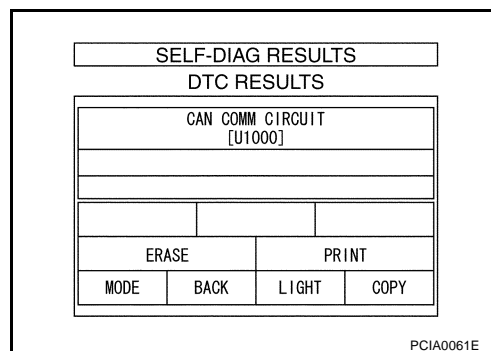 SELF-DIAG RESULTS
DTC RESULTS
CAN COMM CIRCUIT
[U1000]
ERASE PRINT
MODE BACK LIGHT COPY
PCIA0061E